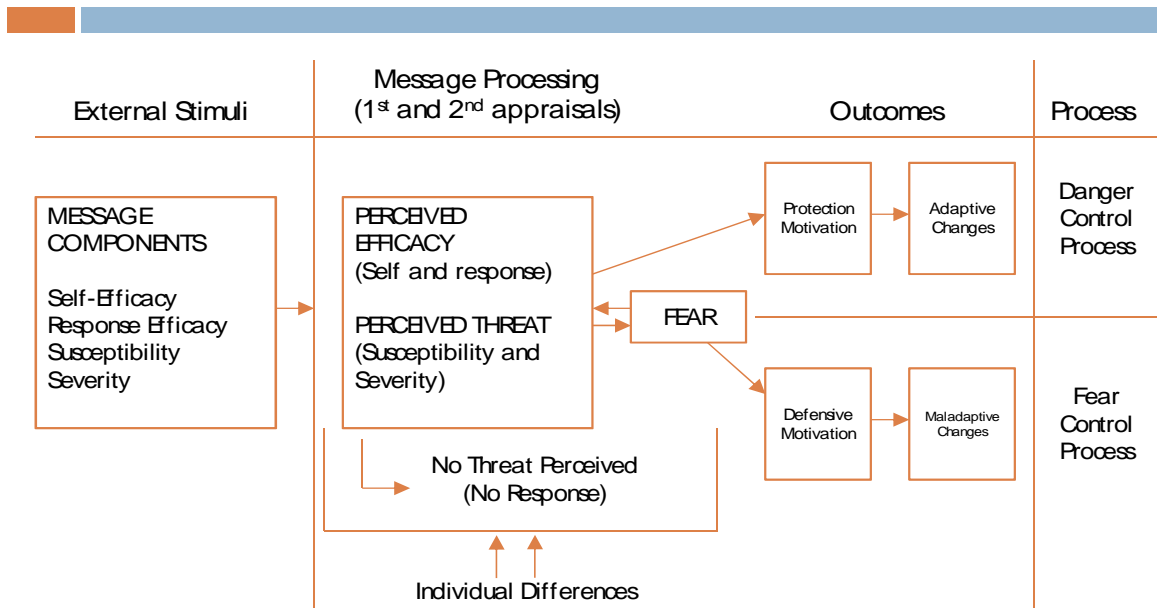 External Stimuli
Message Processing
(1st and 2nd appraisals)
Outcomes
Process
MESSAGE
COMPONENTS
Self-Efficacy
Response Efficacy
Susceptibility
Severity
PERCEIVED
EFFICACY
(Self and response)
PERCEIVED THREAT
(Susceptibility and
Severity)
FEAR
Protection
Motivation
Adaptive
Changes
Danger
Control
Process
Defensive
Motivation
Maladaptive
Changes
Fear
Control
Process
No Threat Perceived
(No Response)
Individual Differences